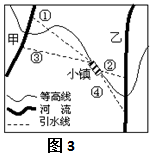 ①
甲
乙
③
小镇
②
④
等高线
河 流
引水线
图 3